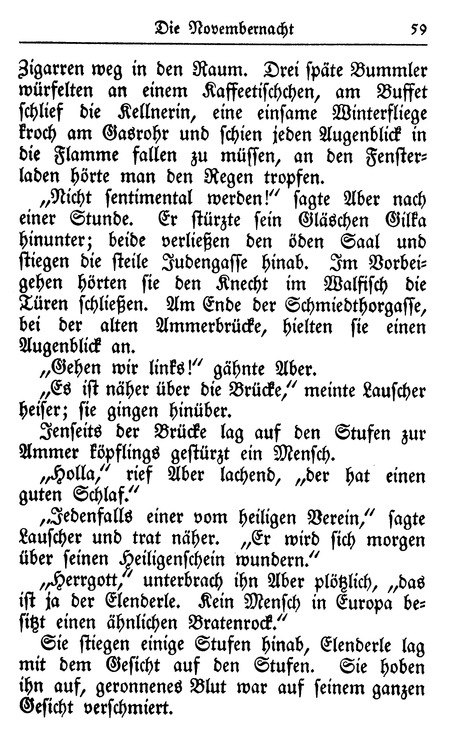 Die Novembernacht 59
Zigarren weg in den Raum. Drei späte Bummler
würfelten an einem Kaffeetischchen, am Buffet
schlief die Kellnerin, eine einsame Winterfliege
kroch am Gasrohr und schien jeden Augenblick in
die Flamme fallen zu müssen, an den Fenster-
laden hörte man den Regen tropfen.
„Nicht sentimental werden!“ sagte Aber nach
einer Stunde. Er stürzte sein Gläschen Gilka
hinunter; beide verließen den öden Saal und
stiegen die steile Judengasse hinab. Im Vorbei-
gehen hörten sie den Knecht im Walfisch die
Türen schließen. Am Ende der Schmiedthorgasse,
bei der alten Ammerbrücke, hielten sie einen
Augenblick an.
„Gehen wir links!“ gähnte Aber.
„Es ist näher über die Brücke,“ meinte Lauscher
heiser; sie gingen hinüber.
Jenseits der Brücke lag auf den Stufen zur
Ammer köpflings gestürzt ein Mensch.
„Holla,“ rief Aber lachend, „der hat einen
guten Schlaf.“
„Jedenfalls einer vom heiligen Verein,“ sagte
Lauscher und trat näher. „Er wird sich morgen
über seinen Heiligenschein wundern.“
„Herrgott,“ unterbrach ihn Aber plötzlich, „das
ist ja der Elenderle. Kein Mensch in Europa be-
sitzt einen ähnlichen Bratenrock.“
Sie stiegen einige Stufen hinab, Elenderle lag
mit dem Gesicht auf den Stufen. Sie hoben
ihn auf, geronnenes Blut war auf seinem ganzen
Gesicht verschmiert.